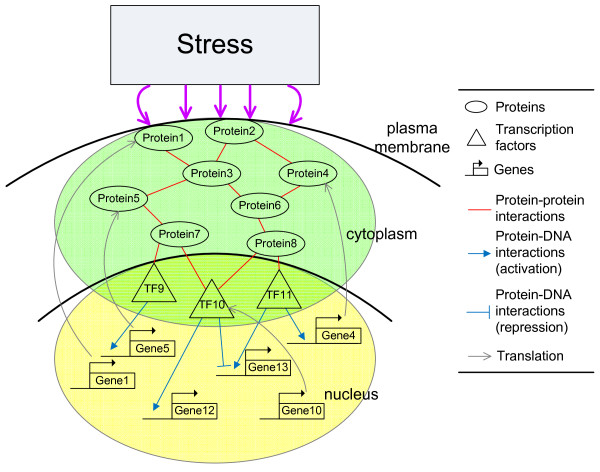 Stress
plasma
membrane
Protein1
Protein2
Protein3
Protein4
Protein5
Protein6
Protein7
Protein8
cytoplasm
TF9
TF10
TF11
Gene5
Gene4
Gene1
Gene13
Gene12
Gene10
nucleus
Proteins
Transcription
factors
Genes
Protein-protein
interactions
Protein-DNA
interactions
(activation)
Protein-DNA
interactions
(repression)
Translation